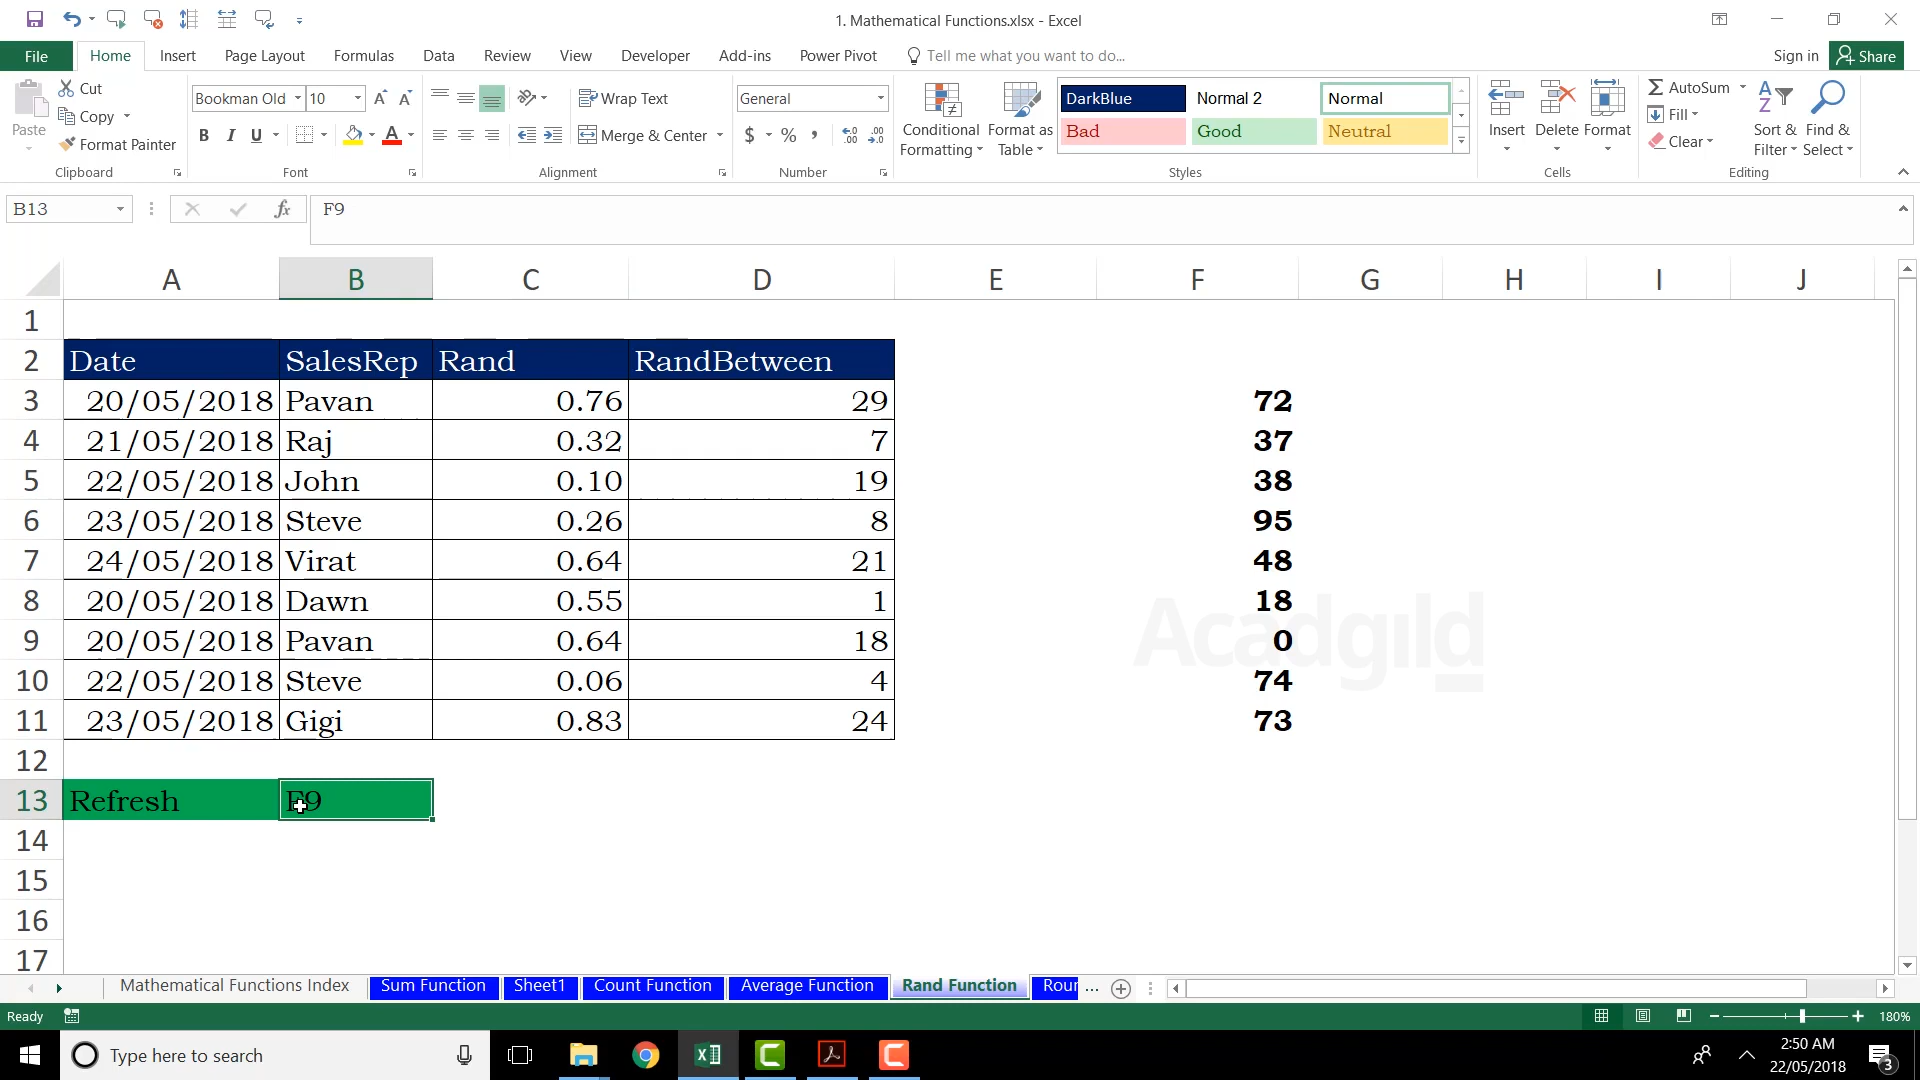 1. Mathematical Functions.xlsx - Excel
File Home Insert Page Layout Formulas Data Review View Developer Add-ins Power Pivot Tell me what you want to do... Sign in Share
Paste
Cut
Copy
Format Painter
Clipboard
Bookman Old 10
B I U A
Font
Wrap Text
Merge & Center
Alignment
General
$ % , .00
Number
Conditional Formatting
Format as Table
DarkBlue Normal 2 Normal
Bad Good Neutral
Styles
Insert Delete Format
Cells
AutoSum
Fill
Clear
Sort & Filter
Find & Select
Editing
B13 fx F9
A B C D E F G H I J
1
2 Date SalesRep Rand RandBetween
3 20/05/2018 Pavan 0.76 29 72
4 21/05/2018 Raj 0.32 7 37
5 22/05/2018 John 0.10 19 38
6 23/05/2018 Steve 0.26 8 95
7 24/05/2018 Virat 0.64 21 48
8 20/05/2018 Dawn 0.55 1 18
9 20/05/2018 Pavan 0.64 18 0
10 22/05/2018 Steve 0.06 4 74
11 23/05/2018 Gigi 0.83 24 73
Acadgild
12
13 Refresh F9
14
15
16
17
Mathematical Functions Index Sum Function Sheet1 Count Function Average Function Rand Function Rour ...
Ready 180%
Type here to search
2:50 AM
22/05/2018
3